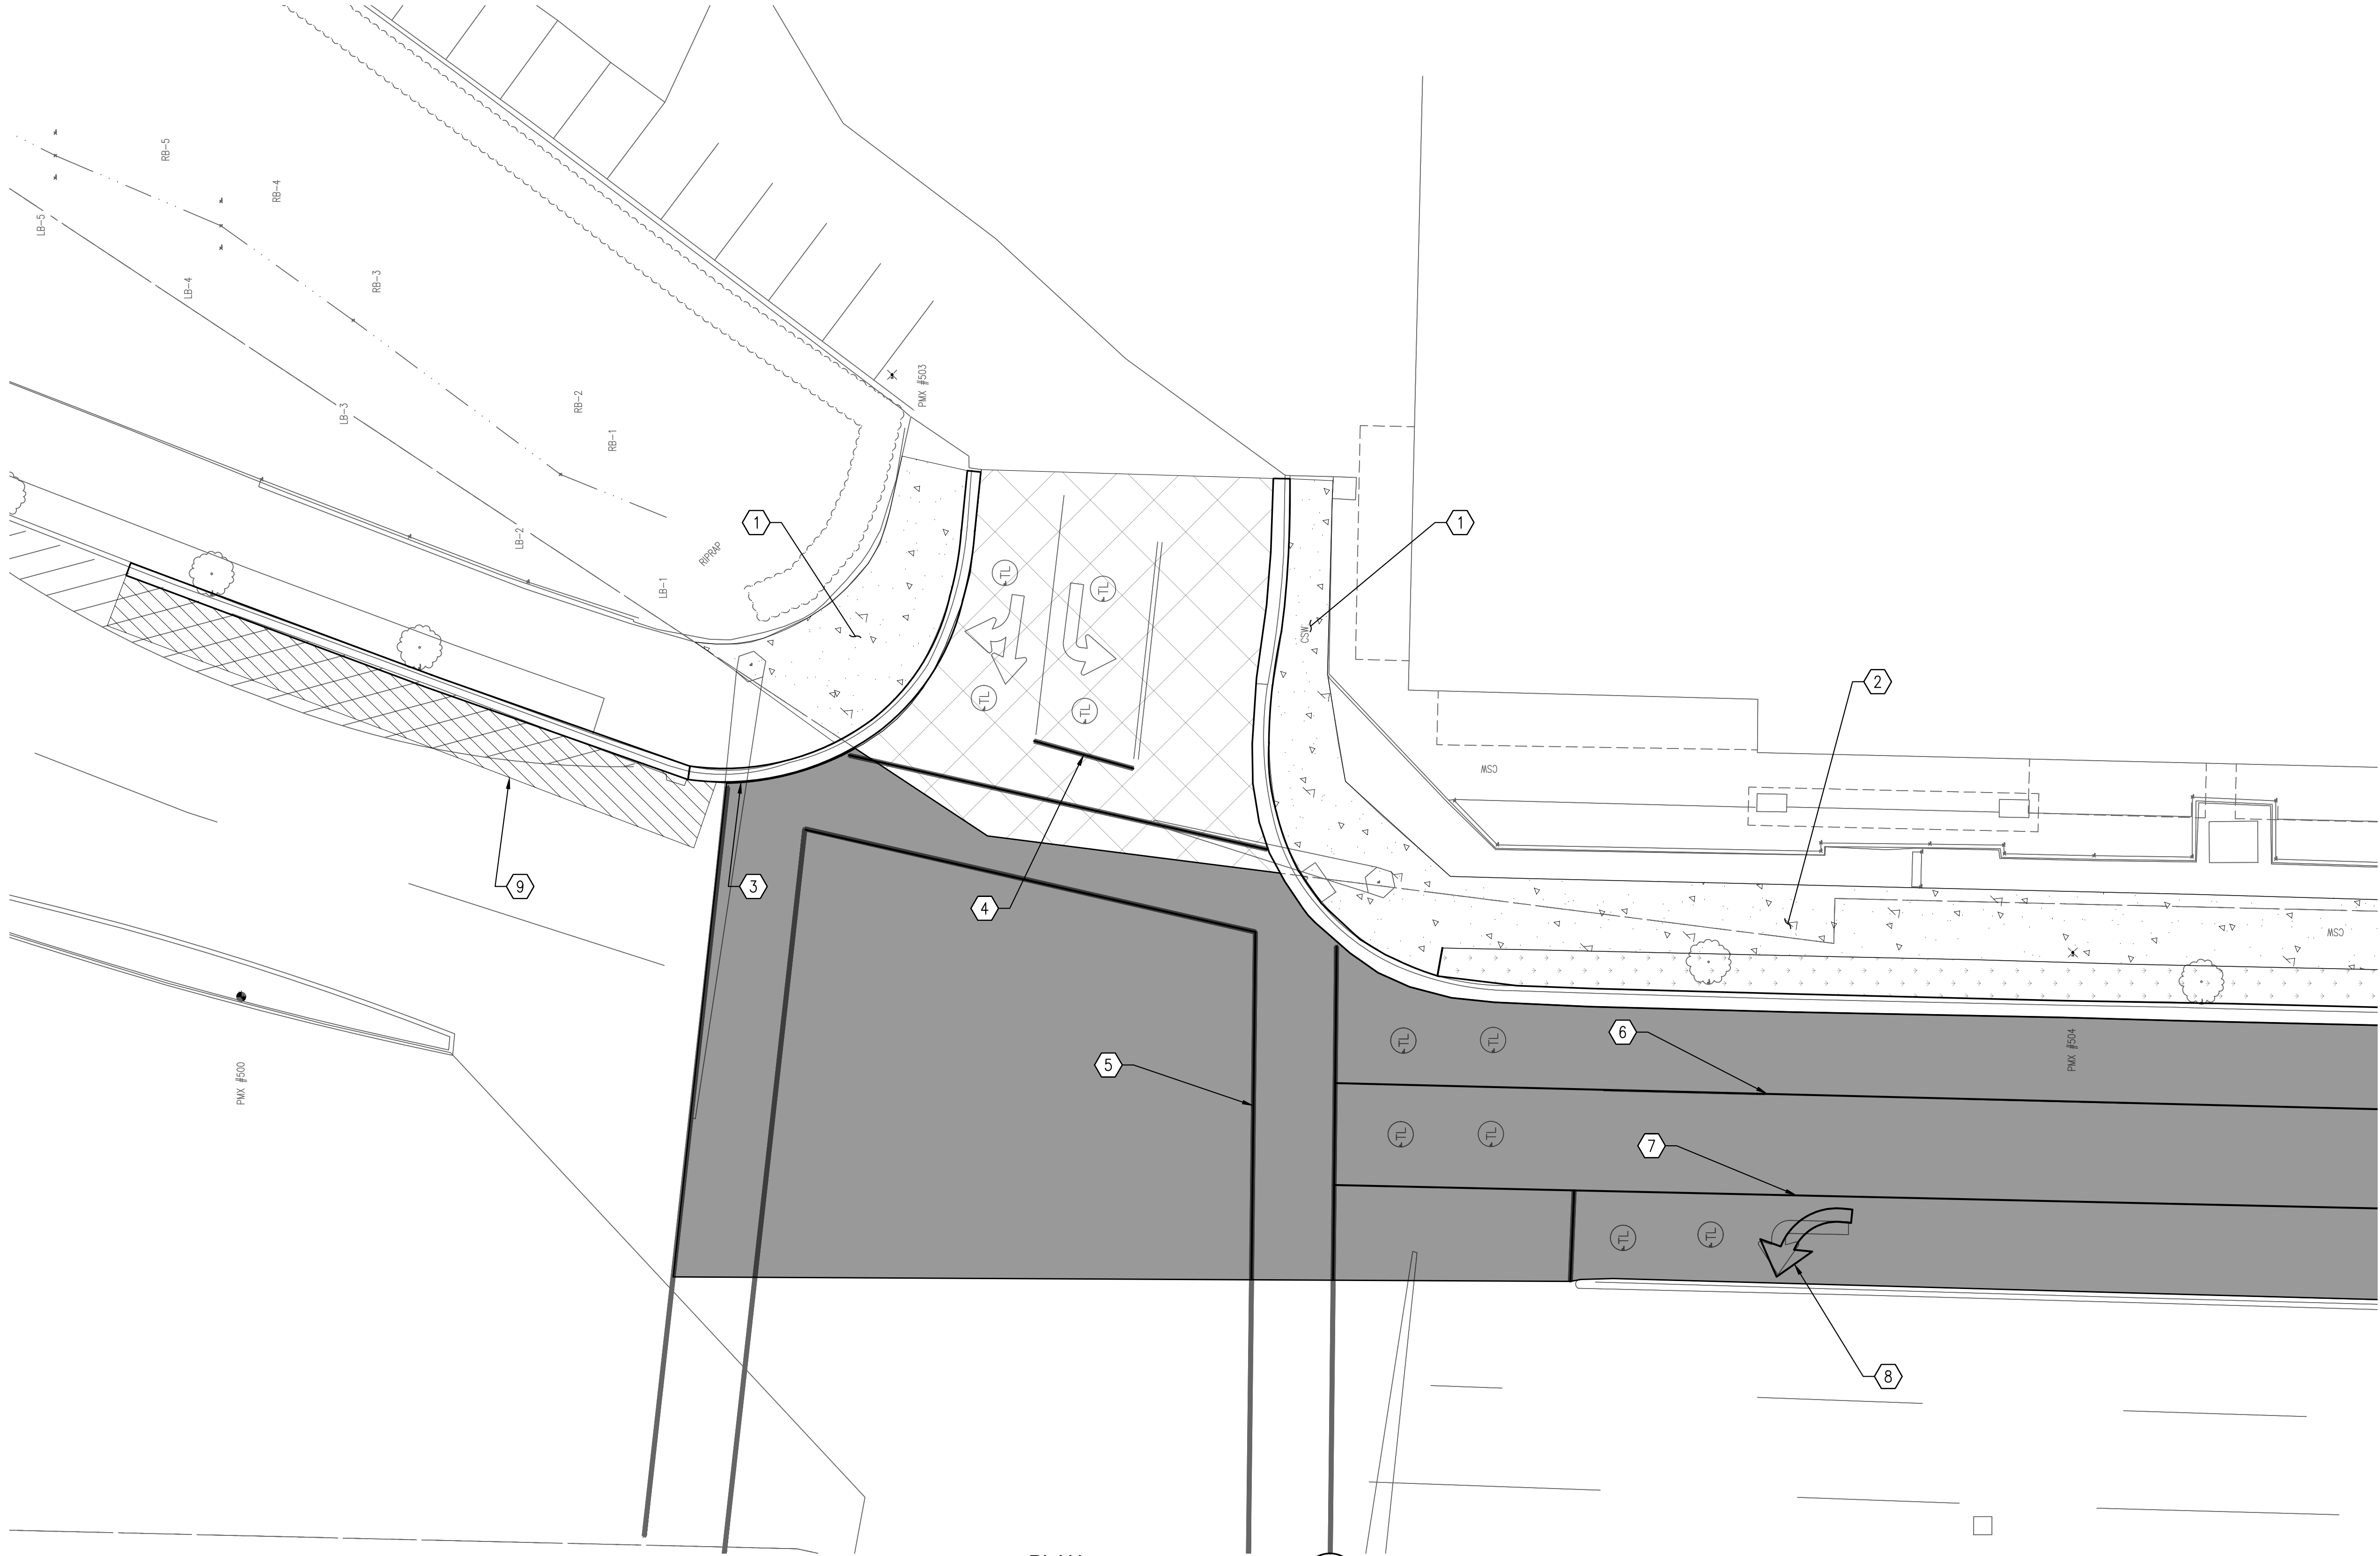 RB-5
RB-4
LB-5
RB-3
LB-4
PMX #503
RB-2
LB-3
RB-1
1
1
LB-2
RIPRAP
TL
TL
LB-1
CSW
2
TL
TL
CSW
9
3
4
CSW
6
TL
TL
PMX #504
5
PMX #500
TL
TL
7
TL
TL
8